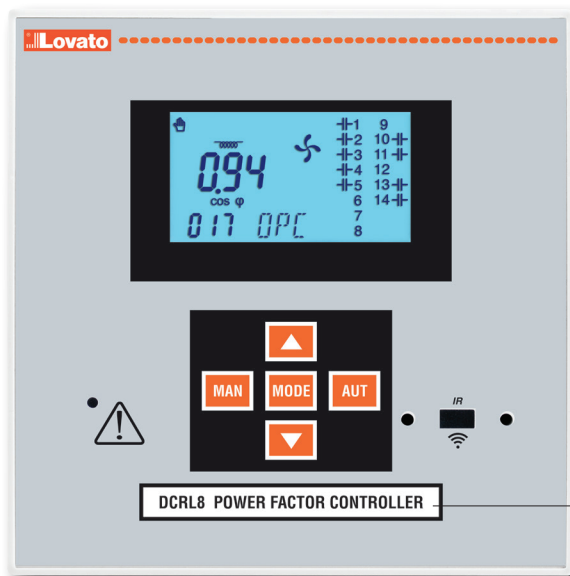 Lovato
0.94
cos φ
017 OPC
1 9
2 10
3 11
4 12
5 13
6 14
7
8
MAN MODE AUT
IR
DCRL8 POWER FACTOR CONTROLLER